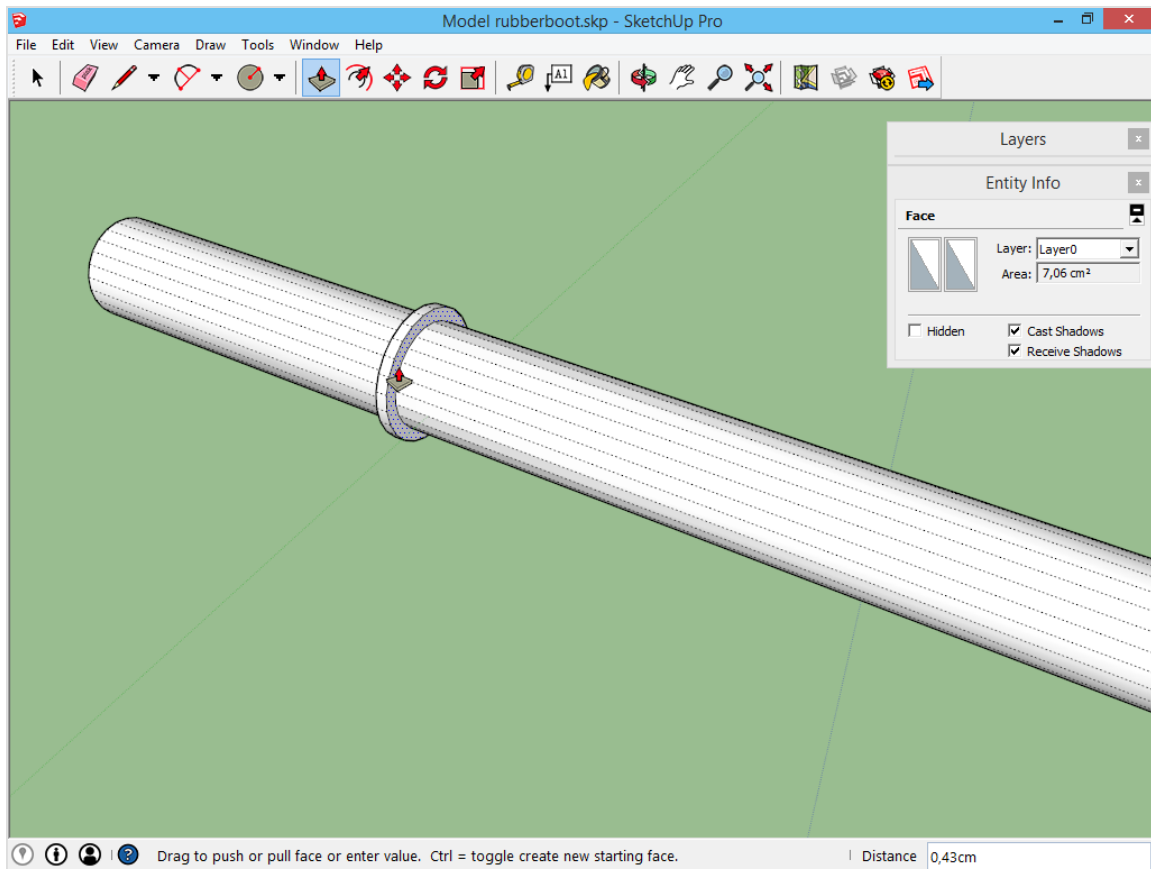 Model rubberboot.skp - SketchUp Pro
File Edit View Camera Draw Tools Window Help
A1
Layers
Entity Info
Face
Layer: Layer0
Area: 7,06 cm²
Hidden
Cast Shadows
Receive Shadows
Drag to push or pull face or enter value. Ctrl = toggle create new starting face.
Distance 0,43cm